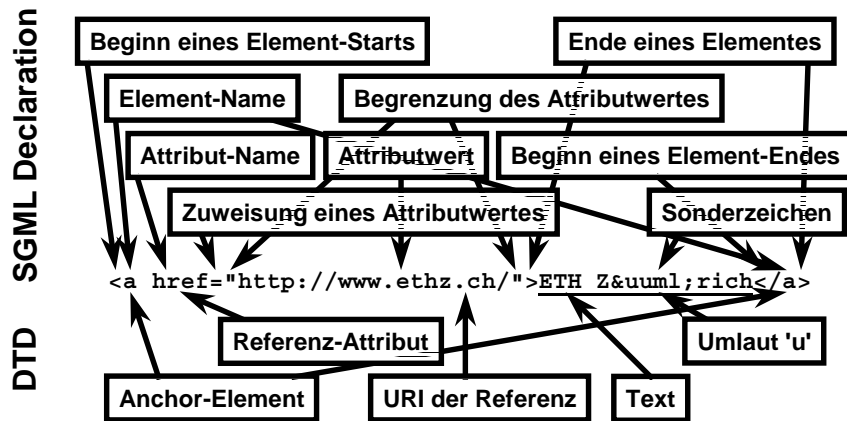 SGML Declaration
Beginn eines Element-Starts
Ende eines Elementes
Element-Name
Begrenzung des Attributwertes
Attribut-Name
Attributwert
Beginn eines Element-Endes
Zuweisung eines Attributwertes
Sonderzeichen
<a href="http://www.ethz.ch/">ETH Z&uuml;rich</a>
DTD
Referenz-Attribut
Umlaut 'u'
Anchor-Element
URI der Referenz
Text